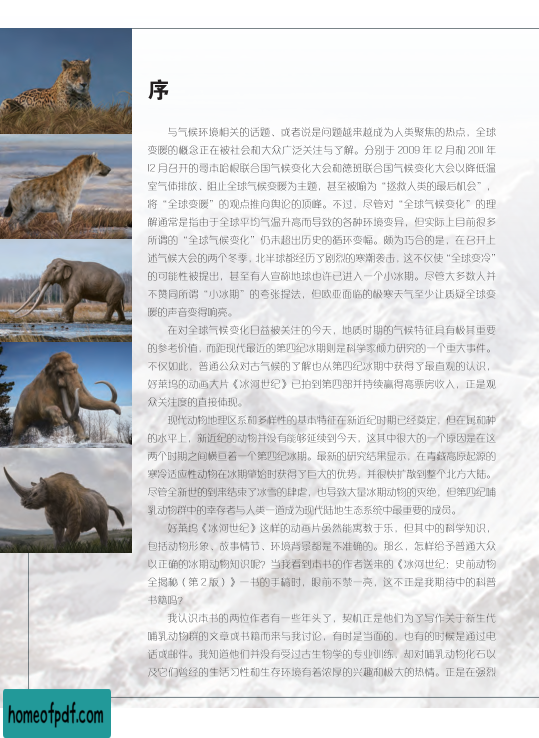 序
与气候环境相关的话题、或者说是问题越来越成为人类聚焦的热点，全球
变暖的概念正在被社会和大众广泛关注与了解。分别于 2009 年 12 月和 2011 年
12 月召开的哥本哈根联合国气候变化大会和德班联合国气候变化大会以降低温
室气体排放、阻止全球气候变暖为主题，甚至被喻为“拯救人类的最后机会”，
将“全球变暖”的观点推向舆论的顶峰。不过，尽管对“全球气候变化”的理
解通常是指由于全球平均气温升高而导致的各种环境变异，但实际上目前很多
所谓的“全球气候变化”仍未超出历史的循环变幅。颇为巧合的是，在召开上
述气候大会的两个冬季，北半球都经历了剧烈的寒潮袭击，这不仅使“全球变冷”
的可能性被提出，甚至有人宣称地球也许已进入一个小冰期。尽管大多数人并
不赞同所谓“小冰期”的夸张提法，但欧亚面临的极寒天气至少让质疑全球变
暖的声音变得响亮。
在对全球气候变化日益被关注的今天，地质时期的气候特征具有极其重要
的参考价值，而距现代最近的第四纪冰期则是科学家倾力研究的一个重大事件。
不仅如此，普通公众对古气候的了解也从第四纪冰期中获得了最直观的认识，
好莱坞的动画大片《冰河世纪》已拍到第四部并持续赢得高票房收入，正是观
众关注度的直接体现。
现代动物地理区系和多样性的基本特征在新近纪时期已经奠定，但在属和种
的水平上，新近纪的动物并没有能够延续到今天，这其中很大的一个原因是在这
两个时期之间横亘着一个第四纪冰期。最新的研究结果显示，在青藏高原起源的
寒冷适应性动物在冰期肇始时获得了巨大的优势，并很快扩散到整个北方大陆。
尽管全新世的到来结束了冰雪的肆虐，也导致大量冰期动物的灭绝，但第四纪哺
乳动物群中的幸存者与人类一道成为现代陆地生态系统中最重要的成员。
好莱坞《冰河世纪》这样的动画片虽然能寓教于乐，但其中的科学知识，
包括动物形象、故事情节、环境背景都是不准确的。那么，怎样给予普通大众
以正确的冰期动物知识呢？当我看到本书的作者送来的《冰河世纪：史前动物
全揭秘（第 2 版）》一书的手稿时，眼前不禁一亮，这不正是我期待中的科普
书籍吗？
我认识本书的两位作者有一些年头了，契机正是他们为了写作关于新生代
哺乳动物群的文章或书籍而来与我讨论，有时是当面的，也有的时候是通过电
话或邮件。我知道他们并没有受过古生物学的专业训练，却对哺乳动物化石以
及它们曾经的生活习性和生存环境有着浓厚的兴趣和极大的热情。正是在强烈
homeofpdf.com